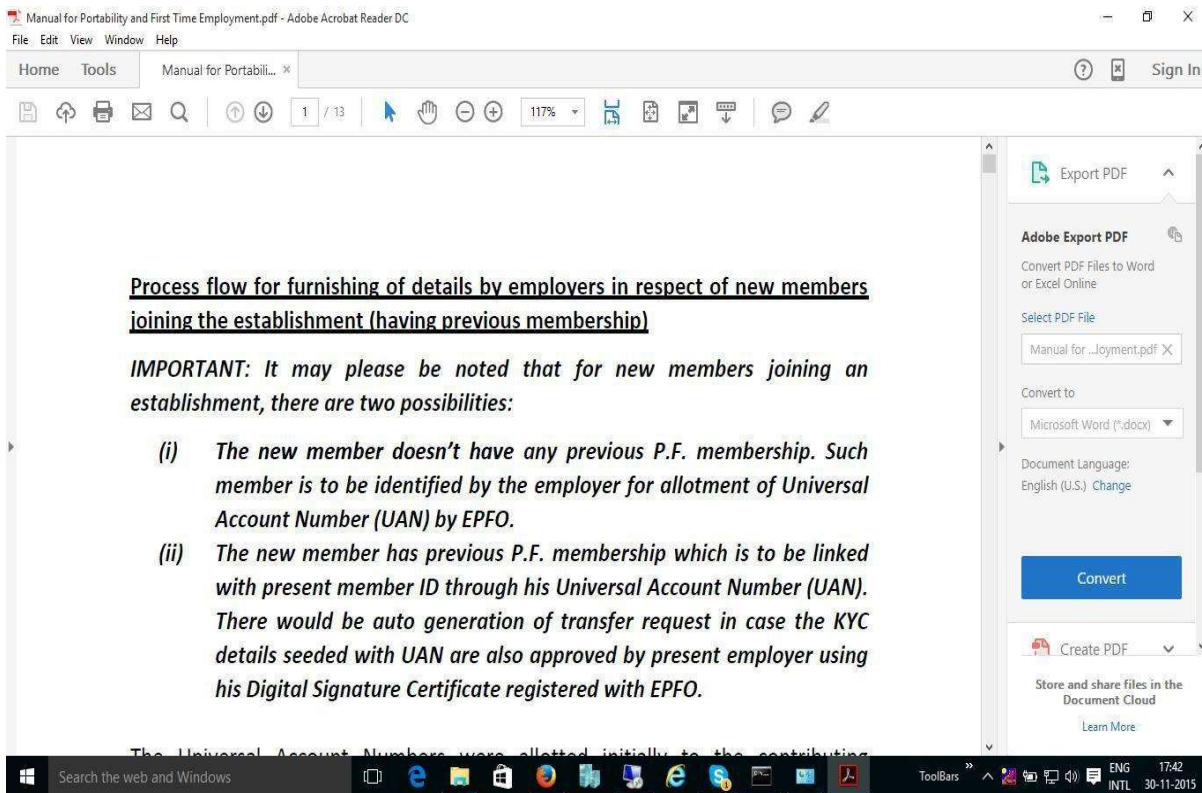 Manual for Portability and First Time Employment.pdf - Adobe Acrobat Reader DC
File Edit View Window Help
Home Tools Manual for Portabili... × Sign In
1 / 13 117%
Process flow for furnishing of details by employers in respect of new members
joining the establishment (having previous membership)
IMPORTANT: It may please be noted that for new members joining an
establishment, there are two possibilities:
(i) The new member doesn't have any previous P.F. membership. Such
member is to be identified by the employer for allotment of Universal
Account Number (UAN) by EPFO.
(ii) The new member has previous P.F. membership which is to be linked
with present member ID through his Universal Account Number (UAN).
There would be auto generation of transfer request in case the KYC
details seeded with UAN are also approved by present employer using
his Digital Signature Certificate registered with EPFO.
The Universal Account Numbers were allotted initially to the contributing
Export PDF
Adobe Export PDF
Convert PDF Files to Word
or Excel Online
Select PDF File
Manual for ...loyment.pdf X
Convert to
Microsoft Word (*.docx)
Document Language:
English (U.S.) Change
Convert
Create PDF
Store and share files in the
Document Cloud
Learn More
Search the web and Windows
ToolBars » ENG 17:42
INTL 30-11-2015